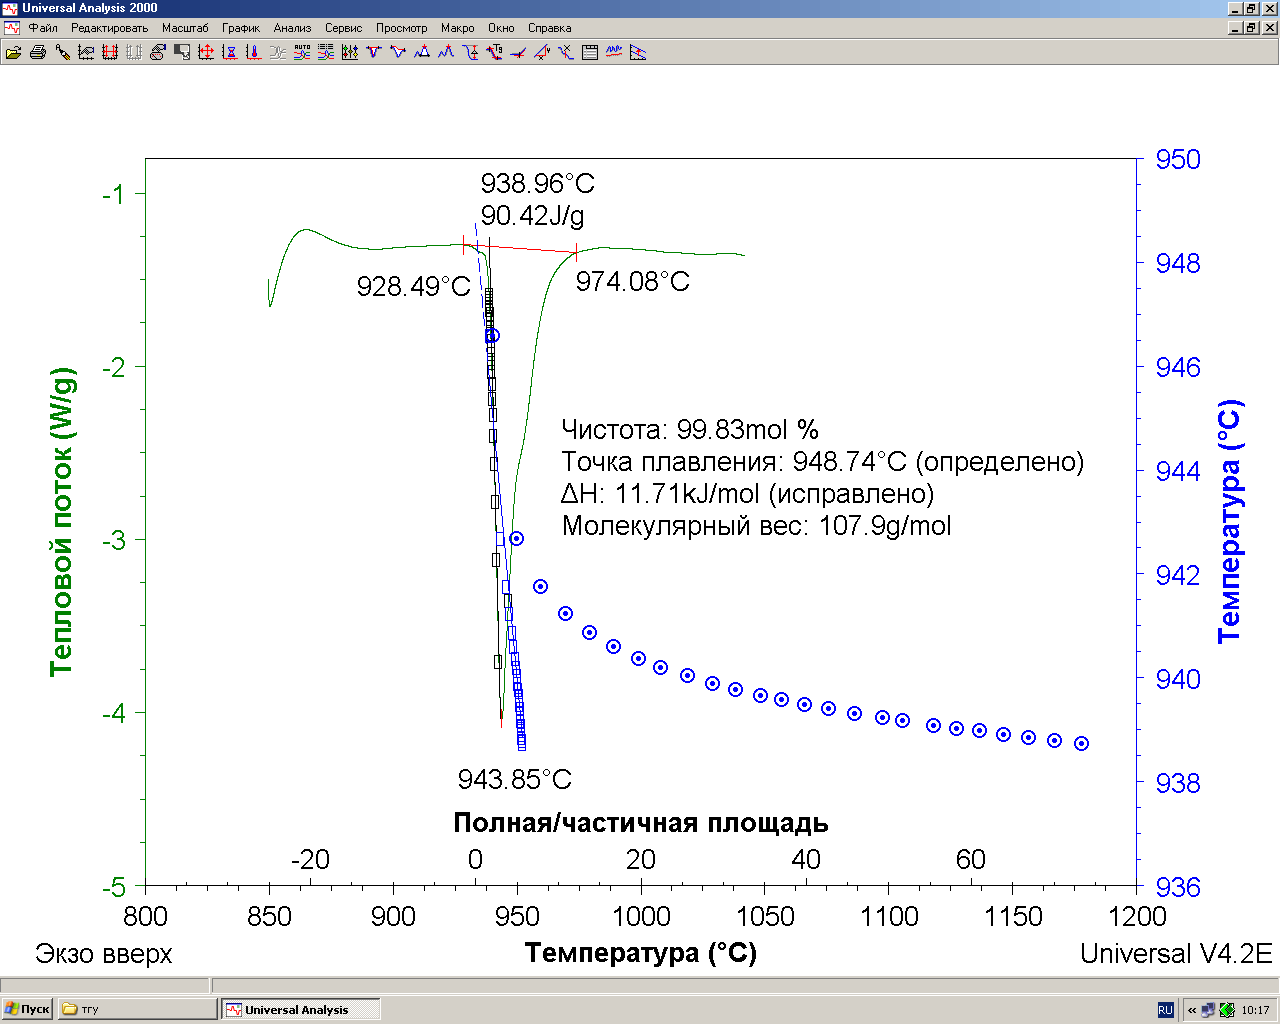 Universal Analysis 2000
Файл Редактировать Масштаб График Анализ Сервис Просмотр Макро Окно Справка
938.96°C
90.42J/g
928.49°C
974.08°C
Чистота: 99.83mol %
Точка плавления: 948.74°C (определено)
ΔH: 11.71kJ/mol (исправлено)
Молекулярный вес: 107.9g/mol
943.85°C
Тепловой поток (W/g)
-1
-2
-3
-4
-5
Температура (°C)
950
948
946
944
942
940
938
936
Полная/частичная площадь
-20 0 20 40 60
800 850 900 950 1000 1050 1100 1150 1200
Экзо вверх
Температура (°C)
Universal V4.2E
Пуск
тгу
Universal Analysis
RU
«
10:17